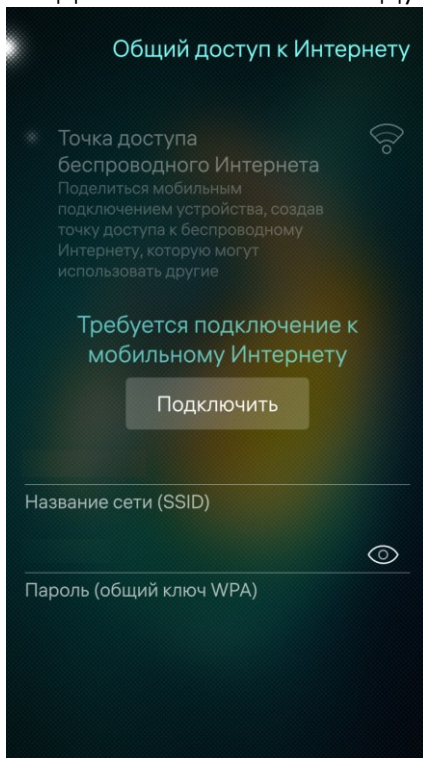 Общий доступ к Интернету
Точка доступа
беспроводного Интернета
Поделиться мобильным
подключением устройства, создав
точку доступа к беспроводному
Интернету, которую могут
использовать другие
Требуется подключение к
мобильному Интернету
Подключить
Название сети (SSID)
Пароль (общий ключ WPA)